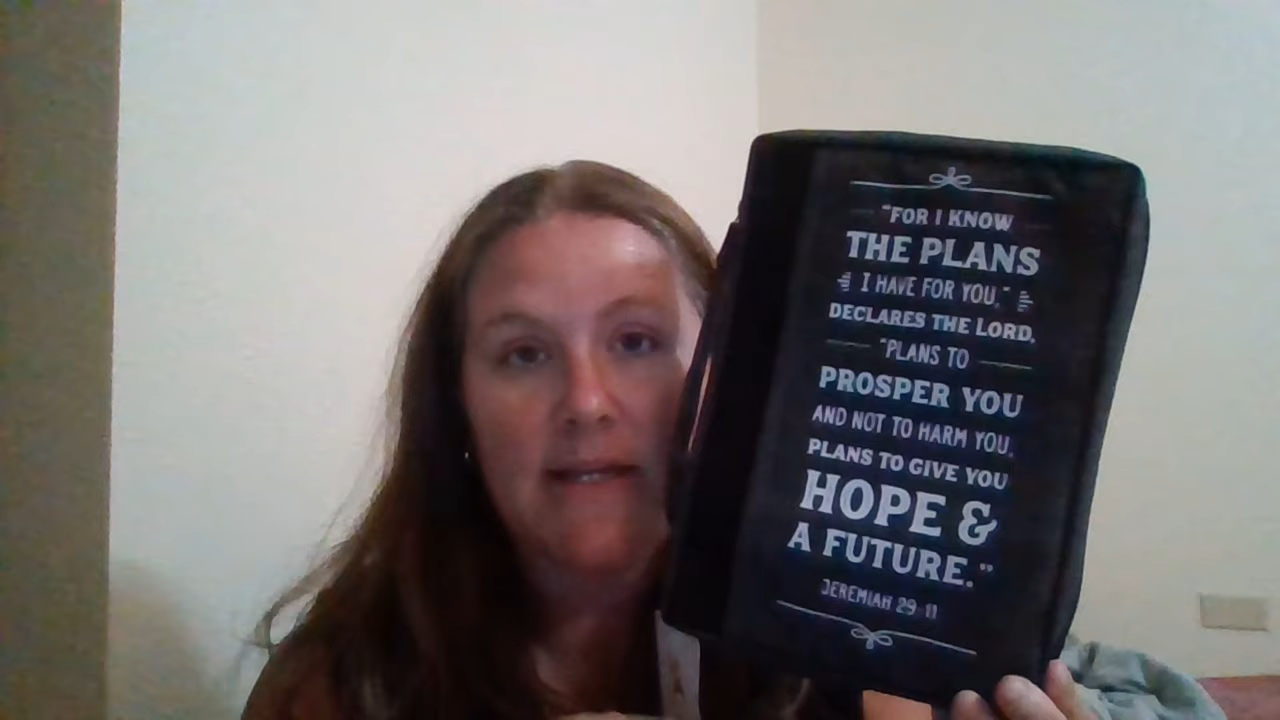 "FOR I KNOW
THE PLANS
I HAVE FOR YOU,"
DECLARES THE LORD,
"PLANS TO
PROSPER YOU
AND NOT TO HARM YOU,
PLANS TO GIVE YOU
HOPE &
A FUTURE."
JEREMIAH 29:11